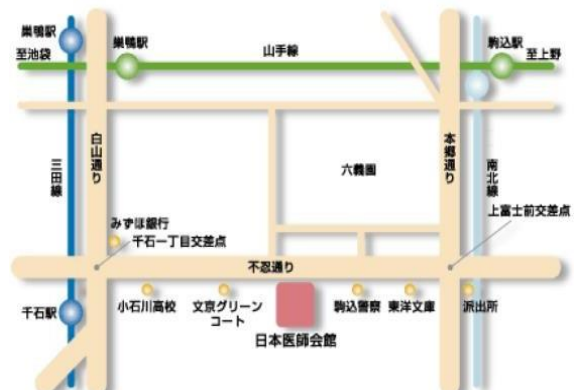 巣鴨駅
至池袋
巣鴨駅
山手線
駒込駅
至上野
三田線
白山通り
六義園
本郷通り
南北線
上富士前交差点
みずほ銀行
千石一丁目交差点
不忍通り
千石駅
小石川高校
文京グリーン
コート
日本医師会館
駒込警察
東洋文庫
派出所